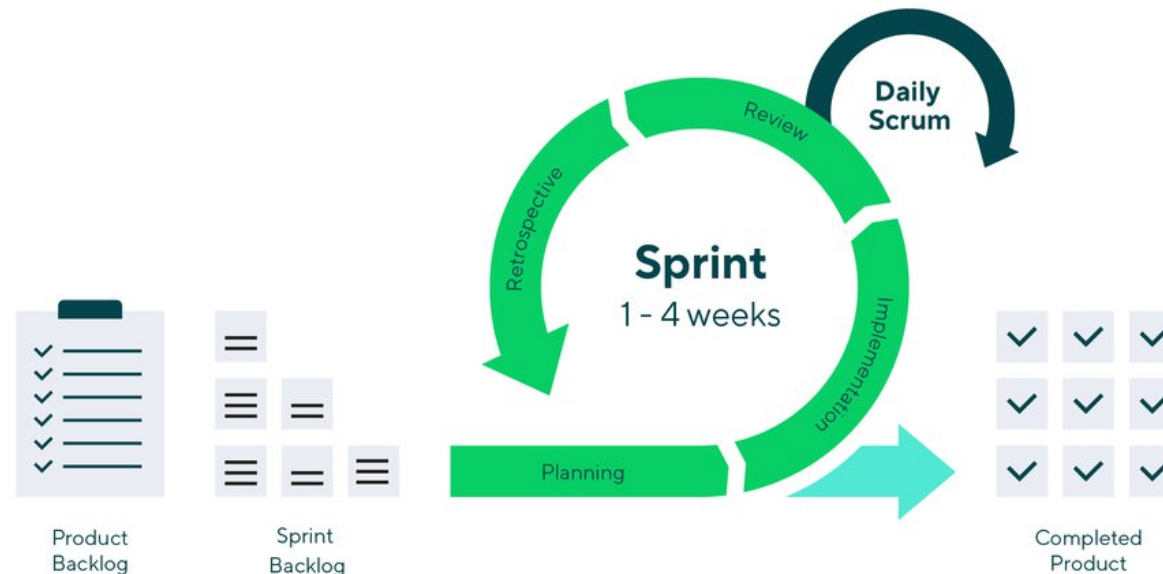 Daily
Scrum
Review
Retrospective
Sprint
1 - 4 weeks
Implementation
Planning
Product
Backlog
Sprint
Backlog
Completed
Product